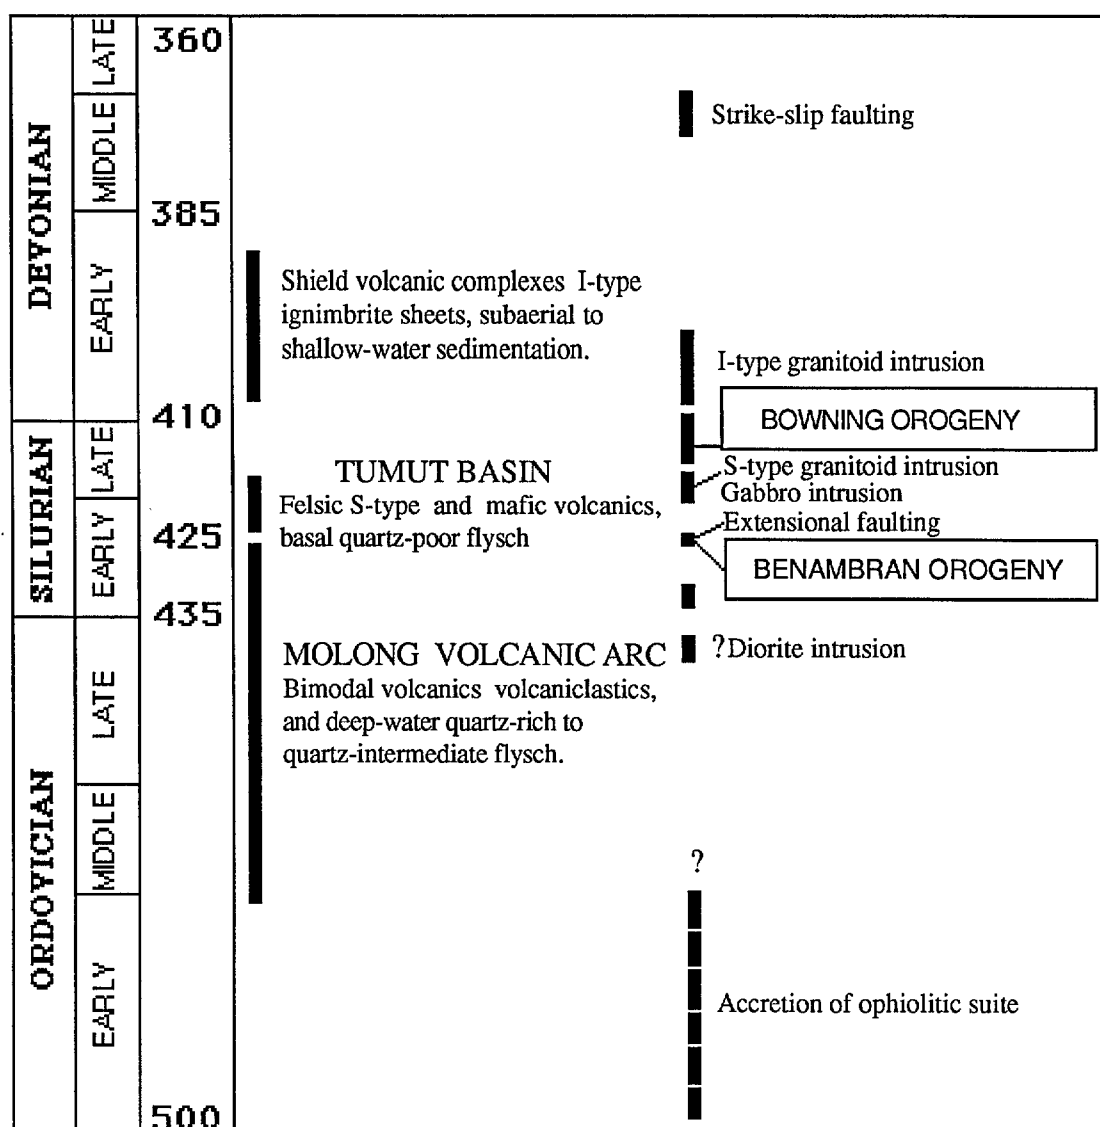 DEVONIAN
LATE
MIDDLE
EARLY
SILURIAN
LATE
EARLY
ORDOVICIAN
LATE
MIDDLE
EARLY
360
385
410
425
435
500
Strike-slip faulting
Shield volcanic complexes I-type
ignimbrite sheets, subaerial to
shallow-water sedimentation.
I-type granitoid intrusion
BOWNING OROGENY
TUMUT BASIN
Felsic S-type and mafic volcanics,
basal quartz-poor flysch
S-type granitoid intrusion
Gabbro intrusion
Extensional faulting
BENAMBRAN OROGENY
MOLONG VOLCANIC ARC
Bimodal volcanics volcaniclastics,
and deep-water quartz-rich to
quartz-intermediate flysch.
?Diorite intrusion
?
Accretion of ophiolitic suite